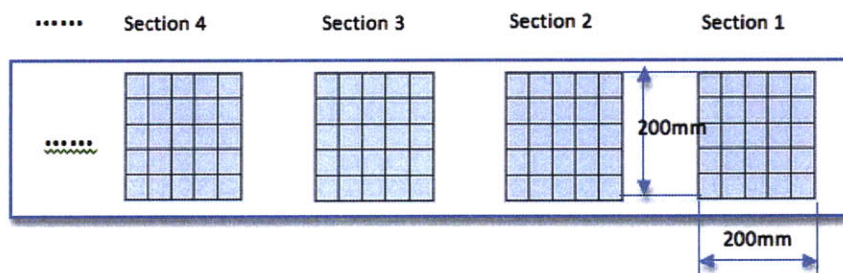 ...... Section 4 Section 3 Section 2 Section 1
......
200mm
200mm